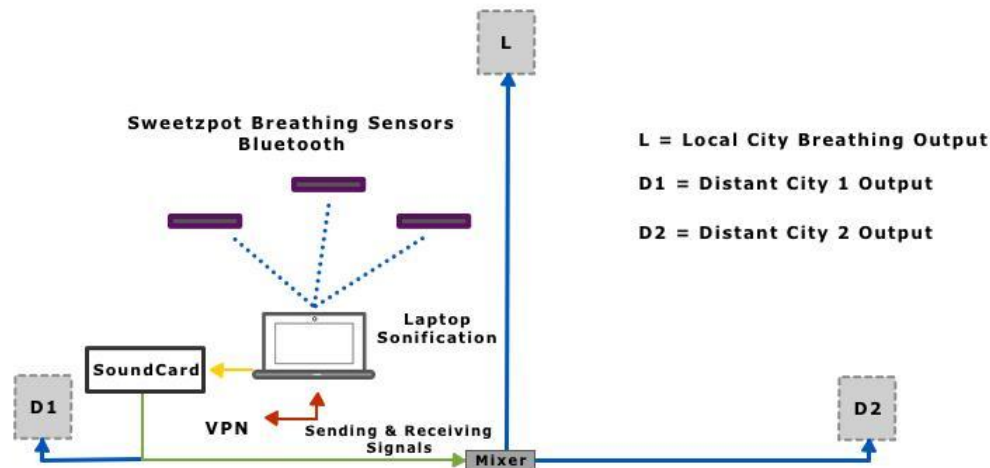 L
Sweetzpot Breathing Sensors
Bluetooth
L = Local City Breathing Output
D1 = Distant City 1 Output
D2 = Distant City 2 Output
Laptop
Sonification
SoundCard
D1
D2
VPN
Sending & Receiving
Signals
Mixer